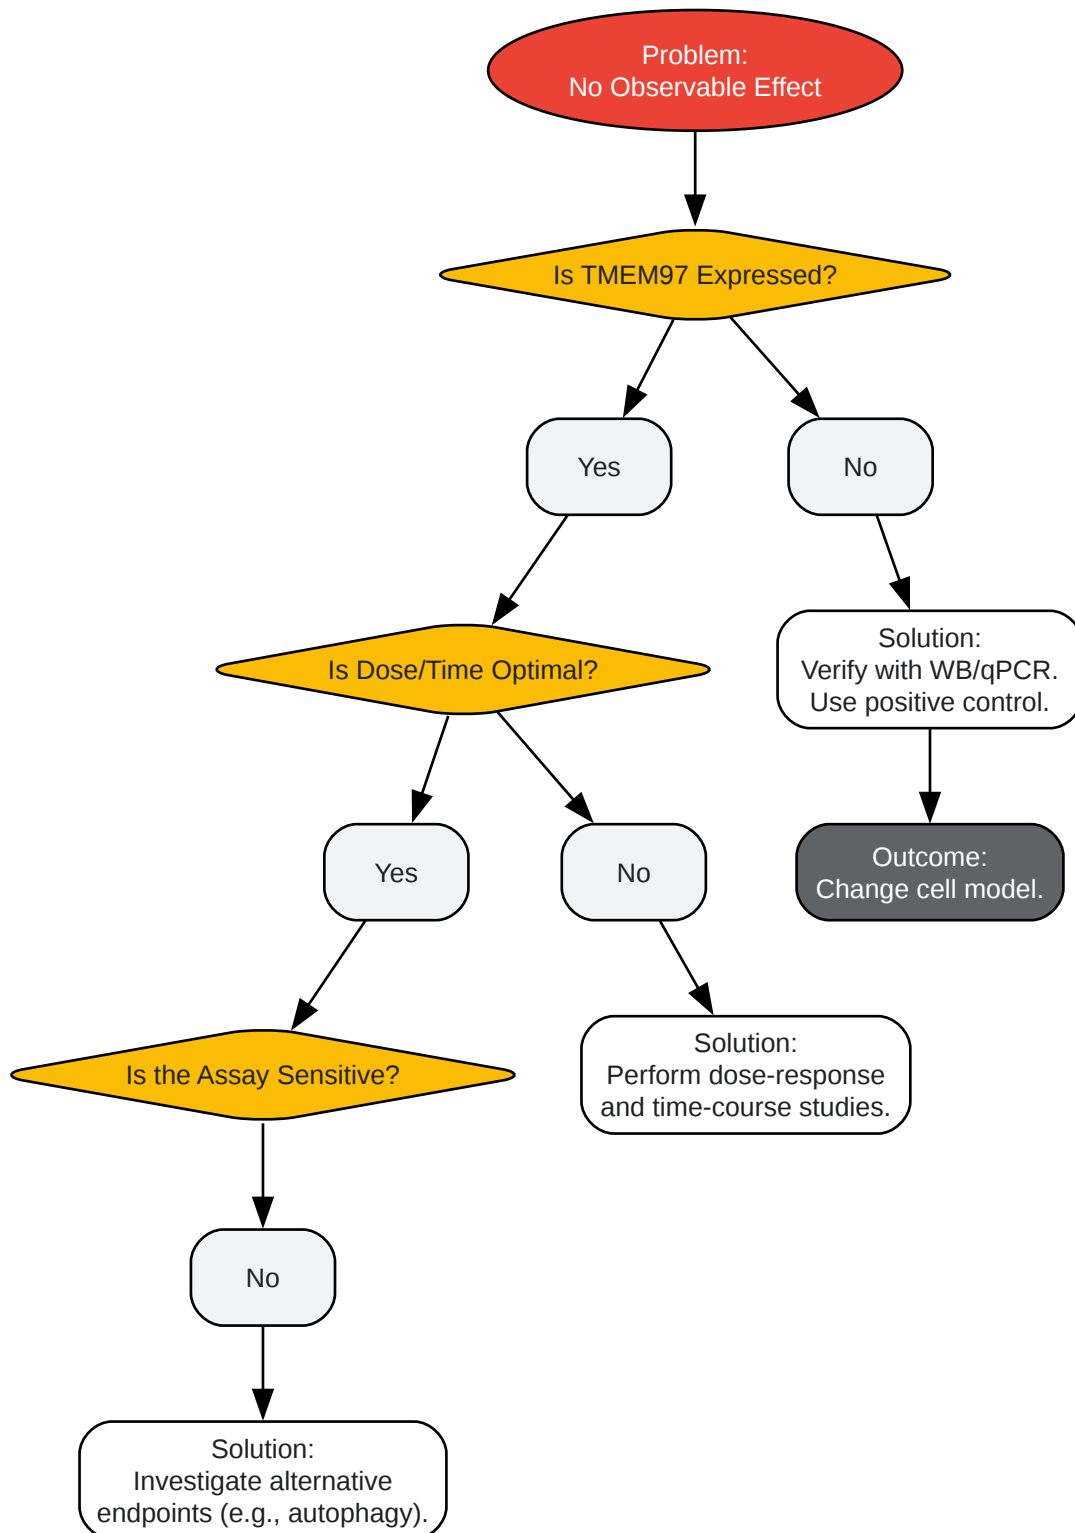 Problem:
No Observable Effect
Is TMEM97 Expressed?
Yes
No
Is Dose/Time Optimal?
Solution:
Verify with WB/qPCR.
Use positive control.
Yes
No
Outcome:
Change cell model.
Is the Assay Sensitive?
Solution:
Perform dose-response
and time-course studies.
No
Solution:
Investigate alternative
endpoints (e.g., autophagy).